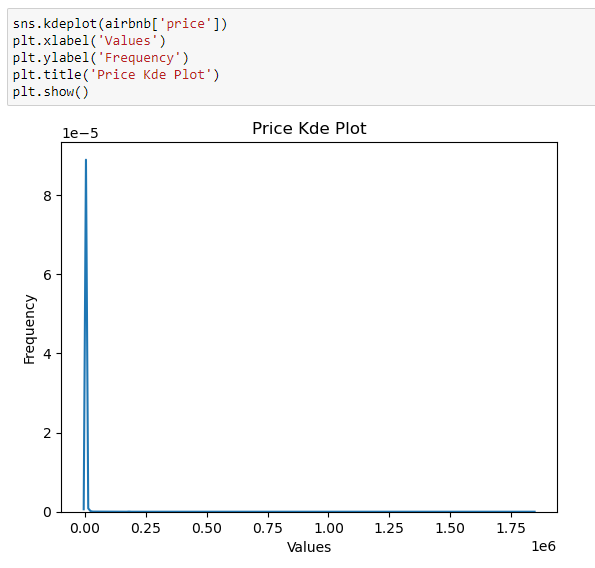 sns.kdeplot(airbnb['price'])
plt.xlabel('Values')
plt.ylabel('Frequency')
plt.title('Price Kde Plot')
plt.show()
Price Kde Plot
1e−5
8
6
4
2
0
Frequency
0.00 0.25 0.50 0.75 1.00 1.25 1.50 1.75
Values
1e6